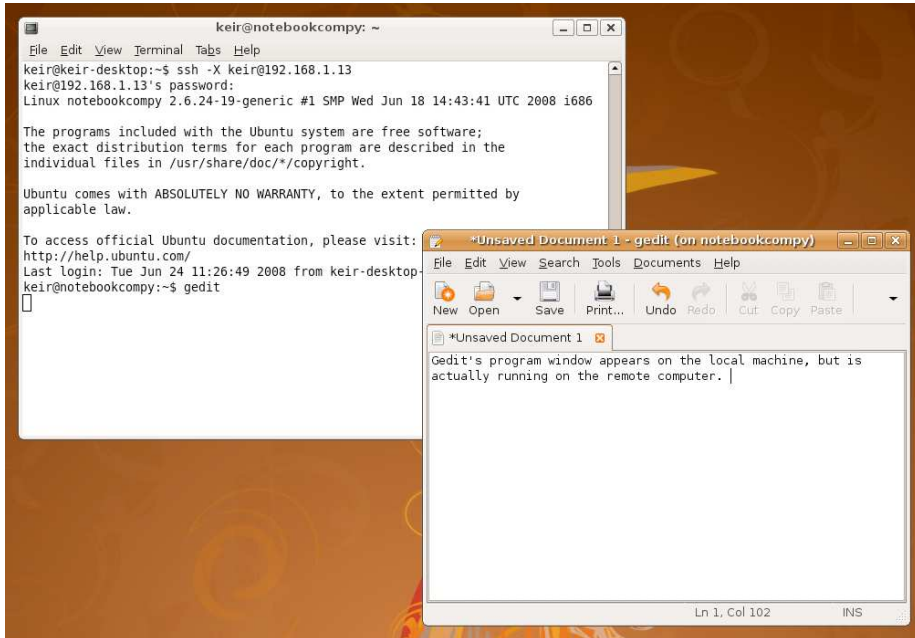 keir@notebookcompy: ~
File Edit View Terminal Tabs Help
keir@keir-desktop:~$ ssh -X keir@192.168.1.13
keir@192.168.1.13's password:
Linux notebookcompy 2.6.24-19-generic #1 SMP Wed Jun 18 14:43:41 UTC 2008 i686
The programs included with the Ubuntu system are free software;
the exact distribution terms for each program are described in the
individual files in /usr/share/doc/*/copyright.
Ubuntu comes with ABSOLUTELY NO WARRANTY, to the extent permitted by
applicable law.
To access official Ubuntu documentation, please visit:
http://help.ubuntu.com/
Last login: Tue Jun 24 11:26:49 2008 from keir-desktop-
keir@notebookcompy:~$ gedit
*Unsaved Document 1 - gedit (on notebookcompy)
File Edit View Search Tools Documents Help
New Open Save Print... Undo Redo Cut Copy Paste
*Unsaved Document 1
Gedit's program window appears on the local machine, but is
actually running on the remote computer.
Ln 1, Col 102 INS